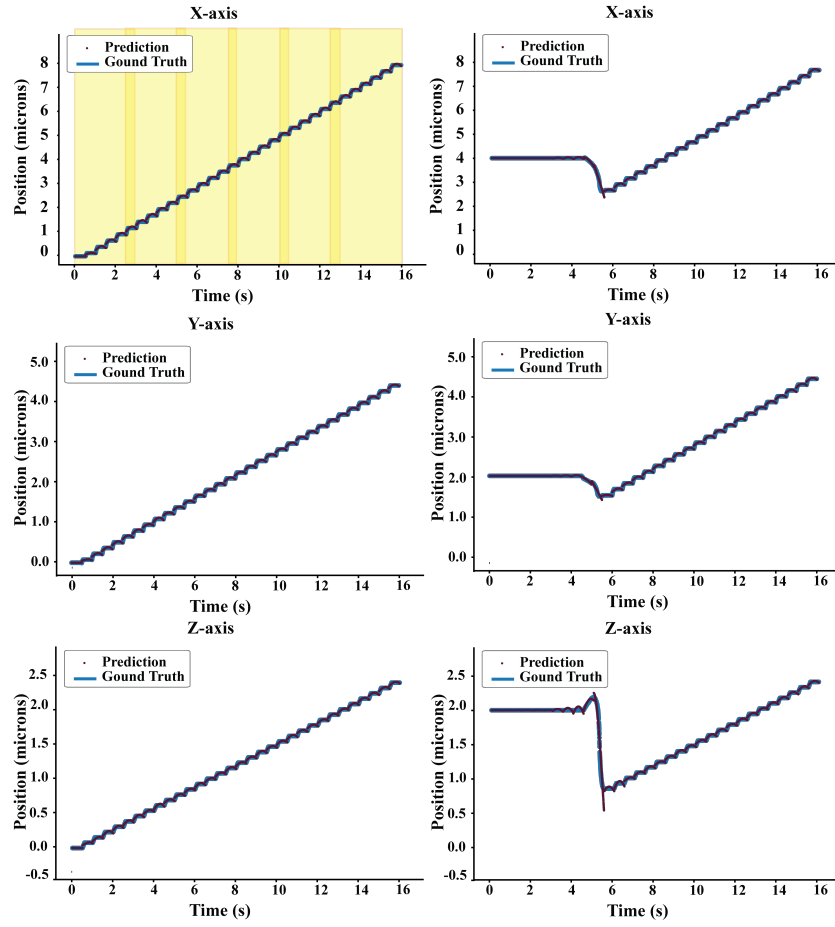 X-axis
Prediction
Gound Truth
Position (microns)
8
7
6
5
4
3
2
1
0
0 2 4 6 8 10 12 14 16
Time (s)
X-axis
Prediction
Gound Truth
Position (microns)
8
7
6
5
4
3
2
1
0
0 2 4 6 8 10 12 14 16
Time (s)
Y-axis
Prediction
Gound Truth
Position (microns)
5.0
4.0
3.0
2.0
1.0
0.0
0 2 4 6 8 10 12 14 16
Time (s)
Y-axis
Prediction
Gound Truth
Position (microns)
5.0
4.0
3.0
2.0
1.0
0.0
0 2 4 6 8 10 12 14 16
Time (s)
Z-axis
Prediction
Gound Truth
Position (microns)
2.5
2.0
1.5
1.0
0.5
0.0
-0.5
0 2 4 6 8 10 12 14 16
Time (s)
Z-axis
Prediction
Gound Truth
Position (microns)
2.5
2.0
1.5
1.0
0.0
-0.5
0 2 4 6 8 10 12 14 16
Time (s)